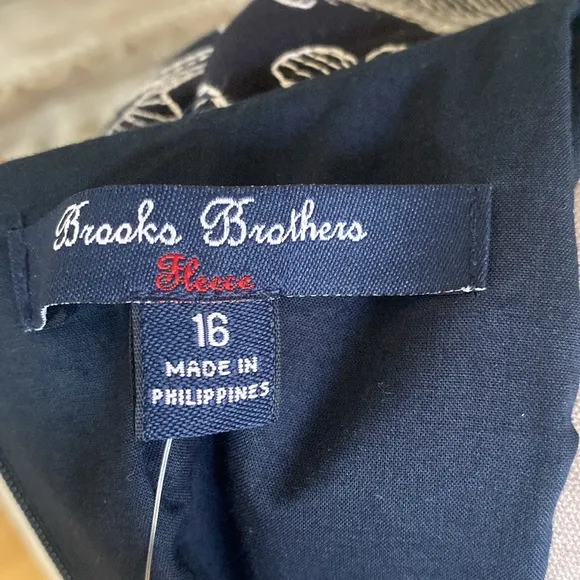 Brooks Brothers
Fleece
16
MADE IN
PHILIPPINES